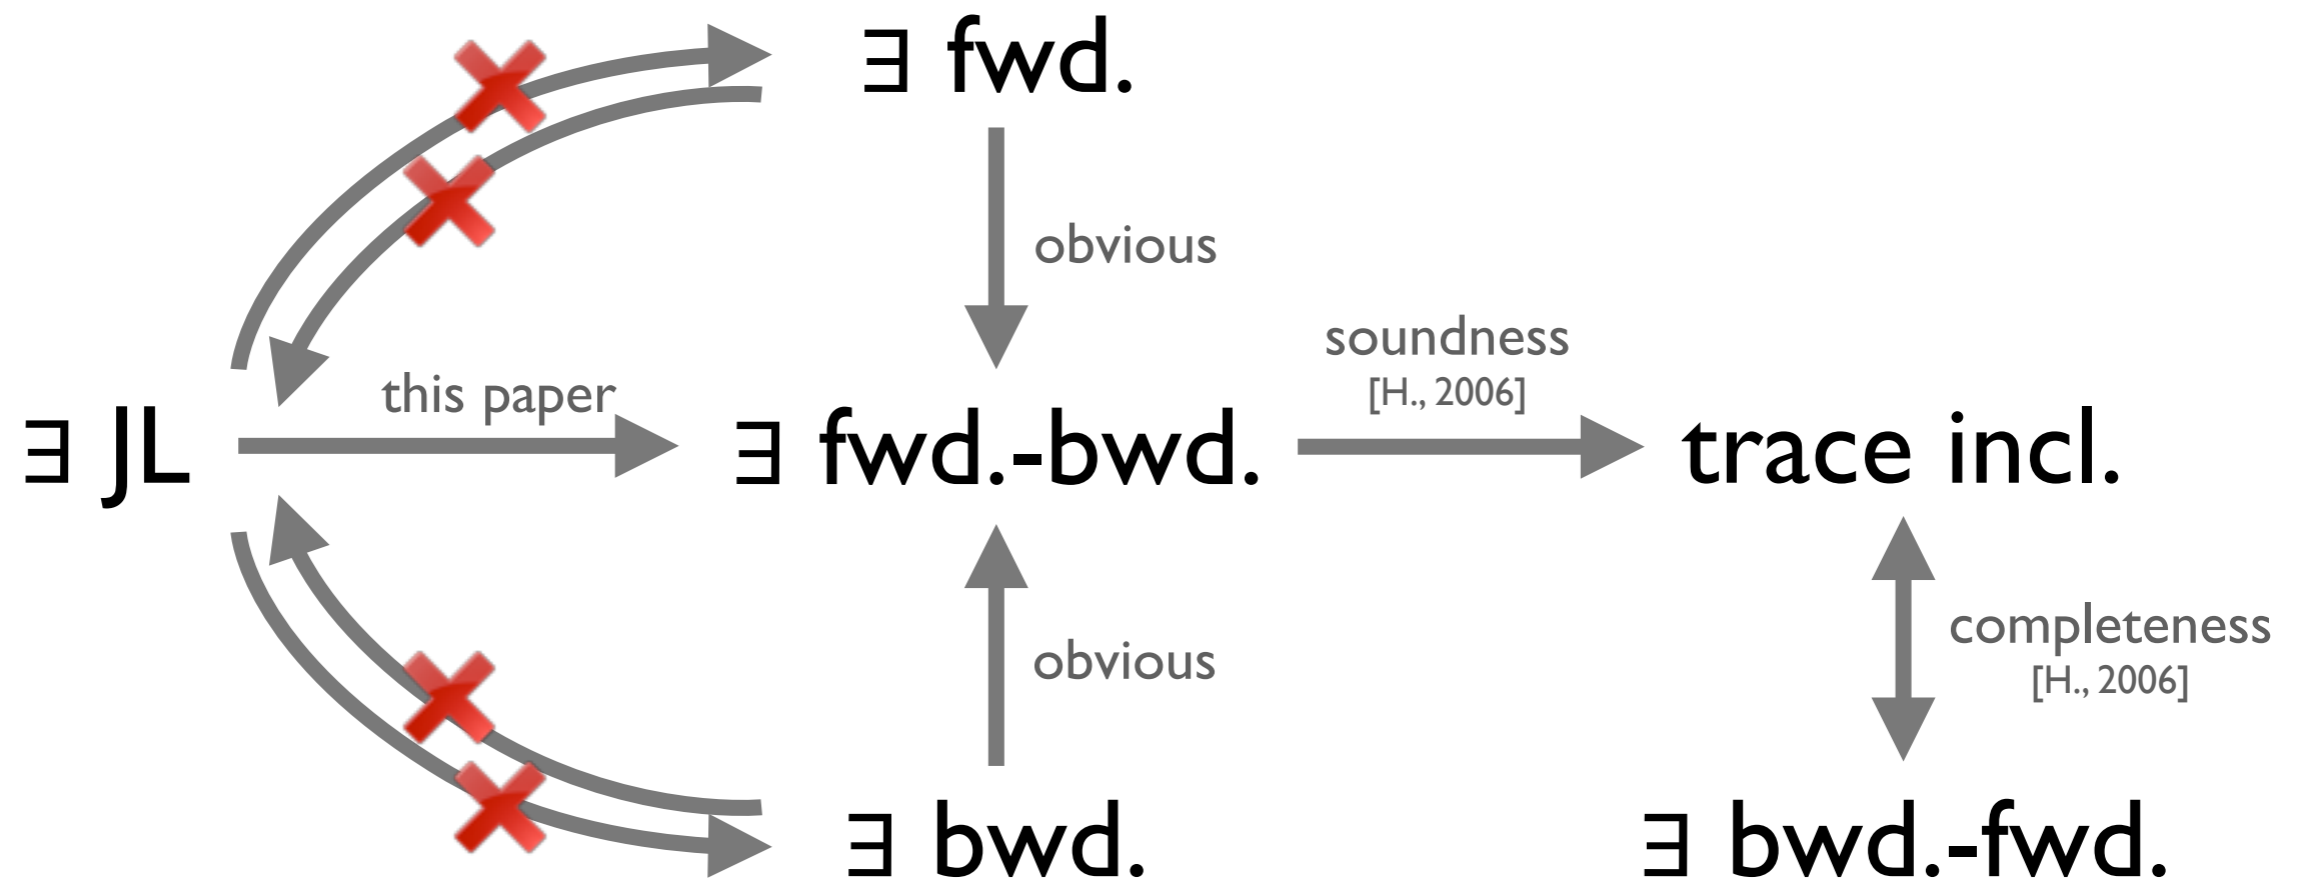 ∃ fwd.
obvious
soundness
[H., 2006]
this paper
∃ JL
∃ fwd.-bwd.
trace incl.
completeness
[H., 2006]
obvious
∃ bwd.
∃ bwd.-fwd.